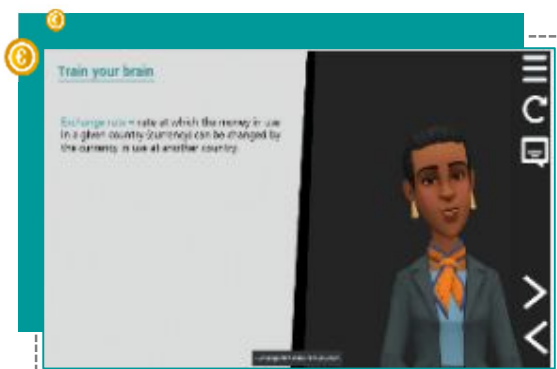 Train your brain
Exchange rate = rate at which the money in use
in a given country (currency) can be changed by
the currency in use at another country.